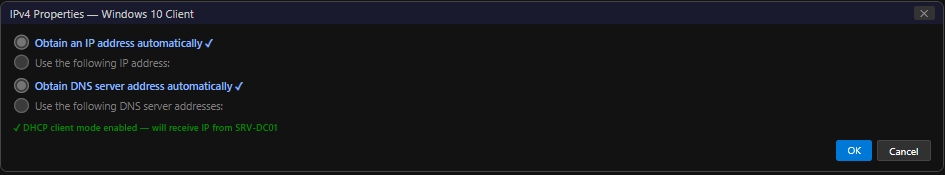 IPv4 Properties — Windows 10 Client
Obtain an IP address automatically ✓
Use the following IP address:
Obtain DNS server address automatically ✓
Use the following DNS server addresses:
✓ DHCP client mode enabled — will receive IP from SRV-DC01
OK Cancel